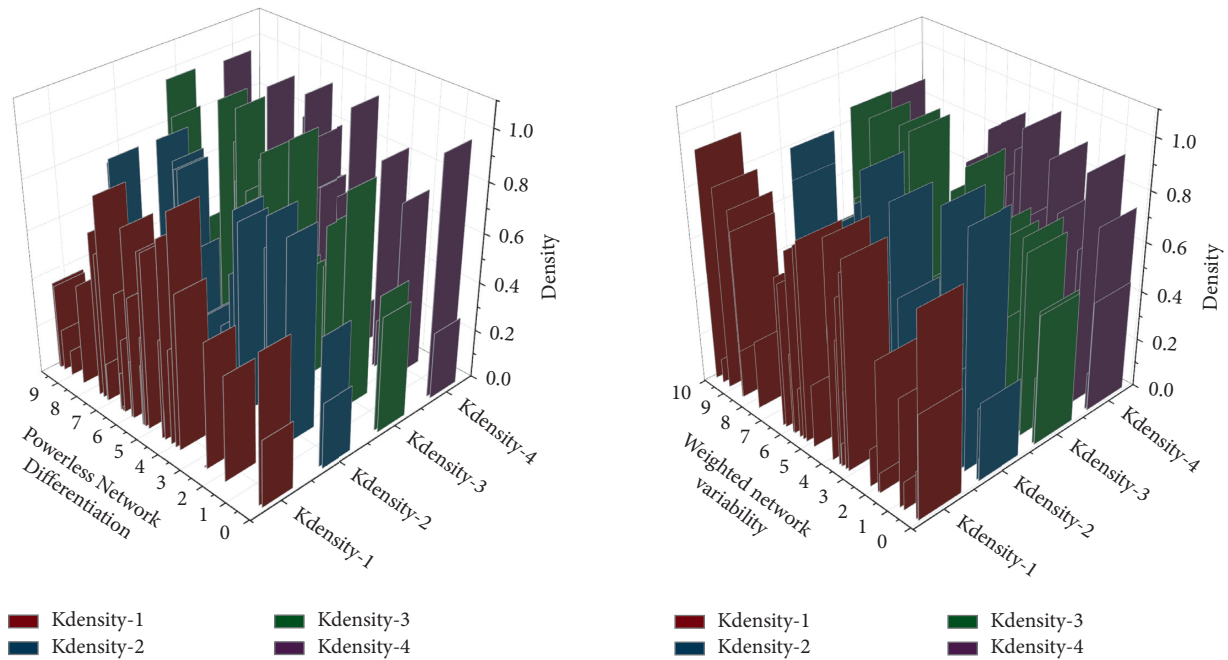 1.0
0.8
0.6
0.4
0.2
0.0
Density
9
8
7
6
5
4
3
2
1
0
Powerless Network
Differentiation
Kdensity-4
Kdensity-3
Kdensity-2
Kdensity-1
Kdensity-1
Kdensity-2
Kdensity-3
Kdensity-4
1.0
0.8
0.6
0.4
0.2
0.0
Density
10
9
8
7
6
5
4
3
2
1
0
Weighted network
variability
Kdensity-4
Kdensity-3
Kdensity-2
Kdensity-1
Kdensity-1
Kdensity-2
Kdensity-3
Kdensity-4